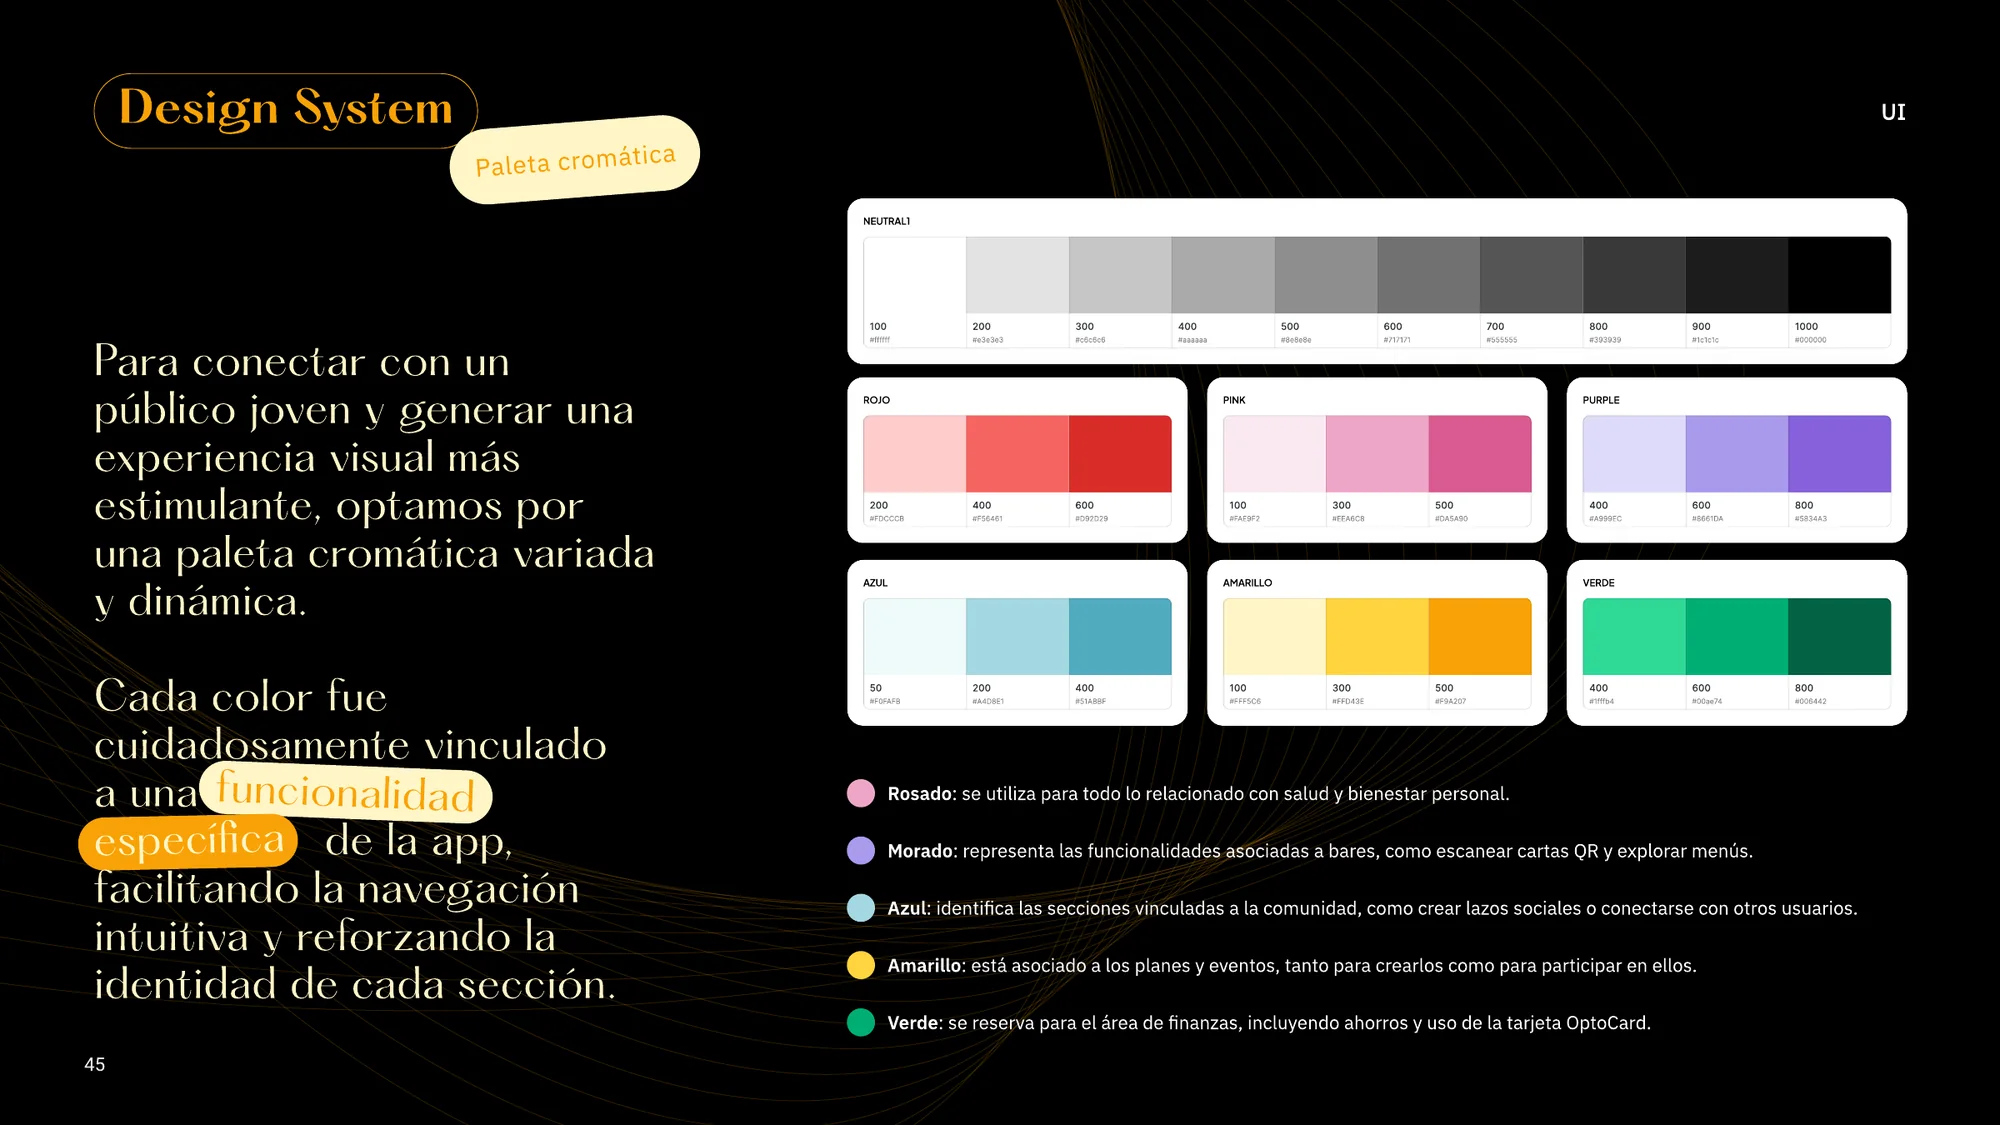 Design System
Paleta cromática
UI
Para conectar con un
público joven y generar una
experiencia visual más
estimulante, optamos por
una paleta cromática variada
y dinámica.
Cada color fue
cuidadosamente vinculado
a una funcionalidad
específica de la app,
facilitando la navegación
intuitiva y reforzando la
identidad de cada sección.
45
NEUTRAL1
100 200 300 400 500 600 700 800 900 1000
#ffffff #e3e3e3 #c6c6c6 #aaaaaa #8e8e8e #717171 #555555 #393939 #1c1c1c #000000
ROJO
200 400 600
#FDCCCB #F56461 #D92D29
PINK
100 300 500
#FAE9F2 #EEA6CB #DA5A90
PURPLE
400 600 800
#A999EC #8661DA #5834A3
AZUL
50 200 400
#F0FAFB #A4D8E1 #51ABBF
AMARILLO
100 300 500
#FFF5C6 #FFD43E #F9A207
VERDE
400 600 800
#1fffb4 #00ae74 #006442
Rosado: se utiliza para todo lo relacionado con salud y bienestar personal.
Morado: representa las funcionalidades asociadas a bares, como escanear cartas QR y explorar menús.
Azul: identifica las secciones vinculadas a la comunidad, como crear lazos sociales o conectarse con otros usuarios.
Amarillo: está asociado a los planes y eventos, tanto para crearlos como para participar en ellos.
Verde: se reserva para el área de finanzas, incluyendo ahorros y uso de la tarjeta OptoCard.